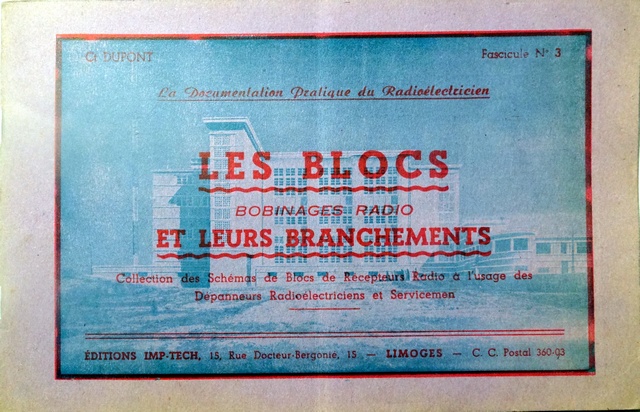 Ct DUPONT
Fascicule N° 3
La Documentation Pratique du Radioélectricien
LES BLOCS
BOBINAGES RADIO
ET LEURS BRANCHEMENTS
Collection des Schémas de Blocs de Récepteurs Radio à l'usage des
Dépanneurs Radioélectriciens et Servicemen
ÉDITIONS IMP-TECH, 15, Rue Docteur-Bergonié, 15 — LIMOGES — C. C. Postal 360-93